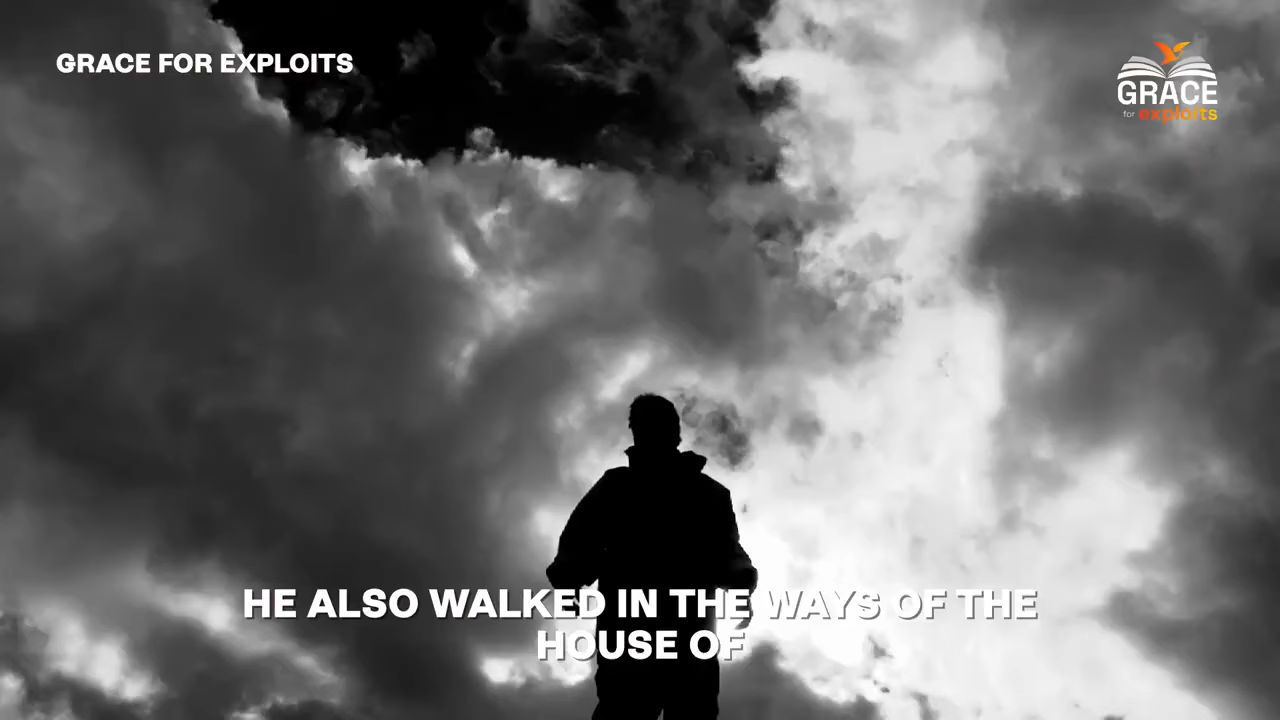 GRACE FOR EXPLOITS
GRACE
for exploits
HE ALSO WALKED IN THE WAYS OF THE
HOUSE OF